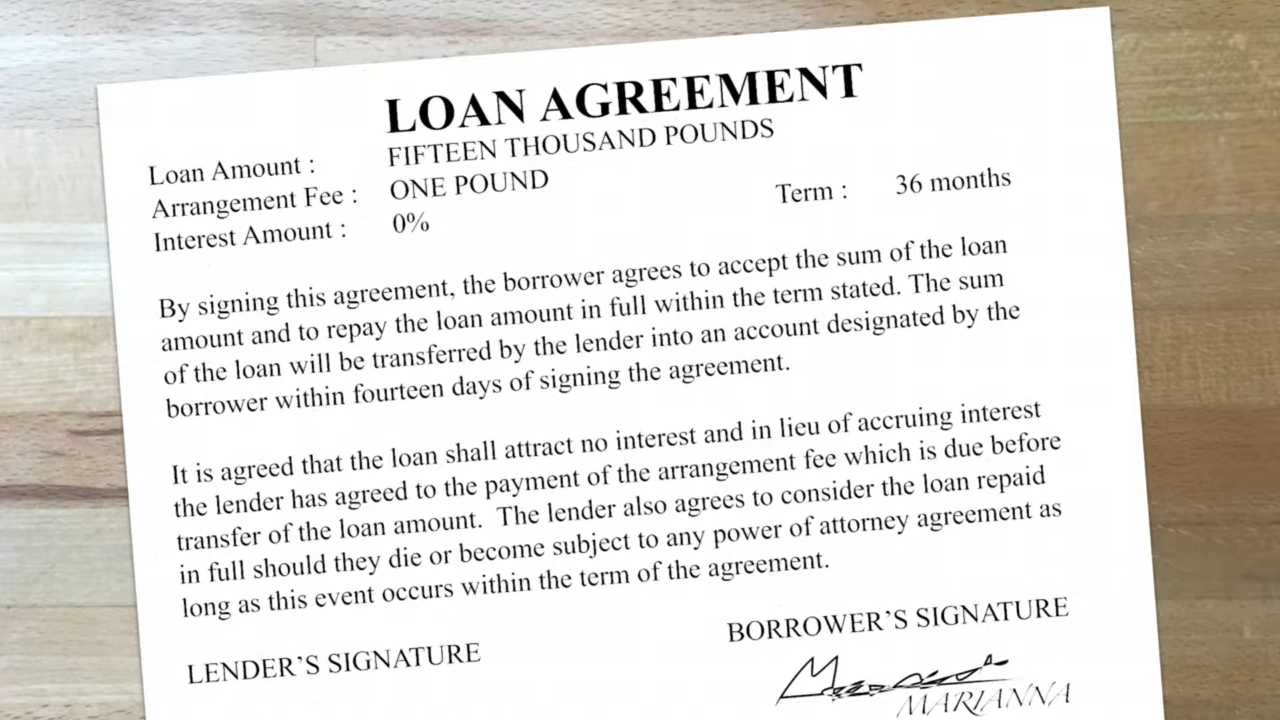 LOAN AGREEMENT
Loan Amount : FIFTEEN THOUSAND POUNDS
Arrangement Fee : ONE POUND Term : 36 months
Interest Amount : 0%
By signing this agreement, the borrower agrees to accept the sum of the loan
amount and to repay the loan amount in full within the term stated. The sum
of the loan will be transferred by the lender into an account designated by the
borrower within fourteen days of signing the agreement.
It is agreed that the loan shall attract no interest and in lieu of accruing interest
the lender has agreed to the payment of the arrangement fee which is due before
transfer of the loan amount. The lender also agrees to consider the loan repaid
in full should they die or become subject to any power of attorney agreement as
long as this event occurs within the term of the agreement.
LENDER'S SIGNATURE BORROWER'S SIGNATURE
MARIANNA